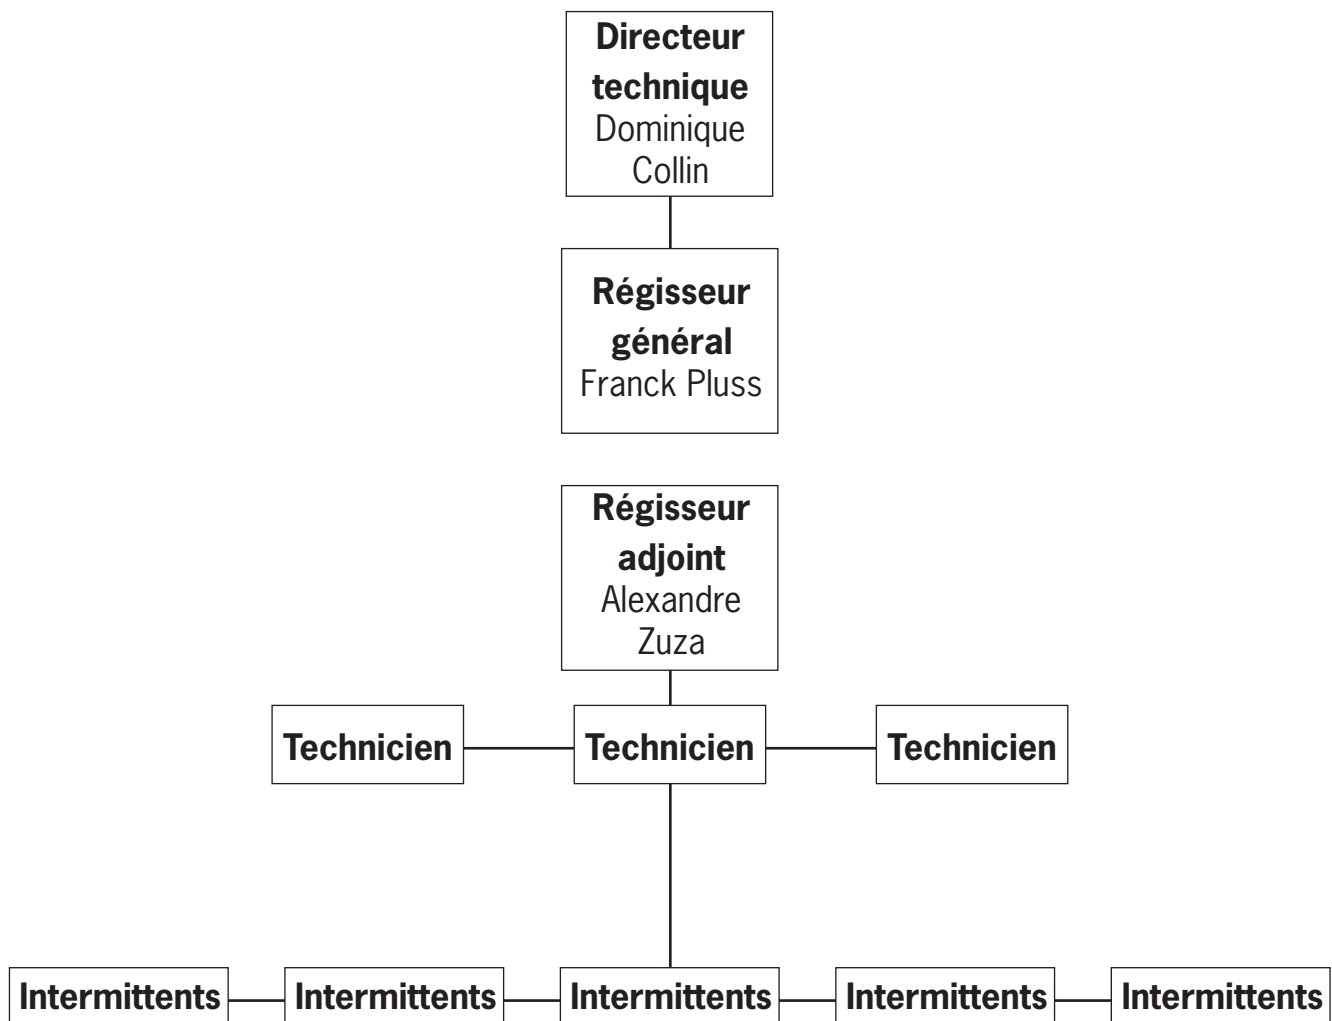 Directeur
technique
Dominique
Collin
Régisseur
général
Franck Pluss
Régisseur
adjoint
Alexandre
Zuza
Technicien Technicien Technicien
Intermittents Intermittents Intermittents Intermittents Intermittents